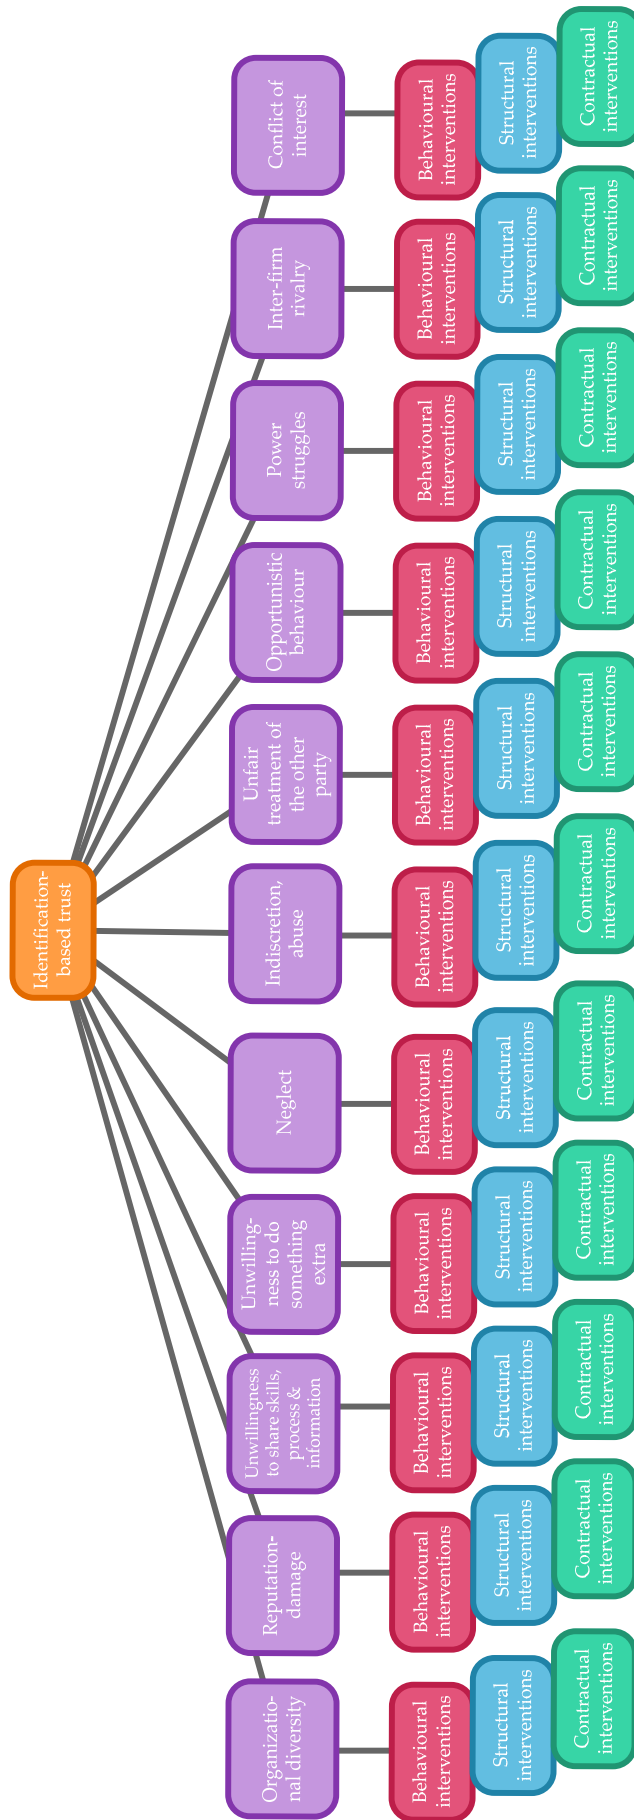 Identification-
based trust
Organizatio-
nal diversity
Reputation-
damage
Unwillingness
to share skills,
process &
information
Unwilling-
ness to do
something
extra
Neglect
Indiscretion,
abuse
Unfair
treatment of
the other
party
Opportunistic
behaviour
Power
struggles
Inter-firm
rivalry
Conflict of
interest
Behavioural
interventions
Behavioural
interventions
Behavioural
interventions
Behavioural
interventions
Behavioural
interventions
Behavioural
interventions
Behavioural
interventions
Behavioural
interventions
Behavioural
interventions
Behavioural
interventions
Behavioural
interventions
Structural
interventions
Structural
interventions
Structural
interventions
Structural
interventions
Structural
interventions
Structural
interventions
Structural
interventions
Structural
interventions
Structural
interventions
Structural
interventions
Structural
interventions
Contractual
interventions
Contractual
interventions
Contractual
interventions
Contractual
interventions
Contractual
interventions
Contractual
interventions
Contractual
interventions
Contractual
interventions
Contractual
interventions
Contractual
interventions
Contractual
interventions